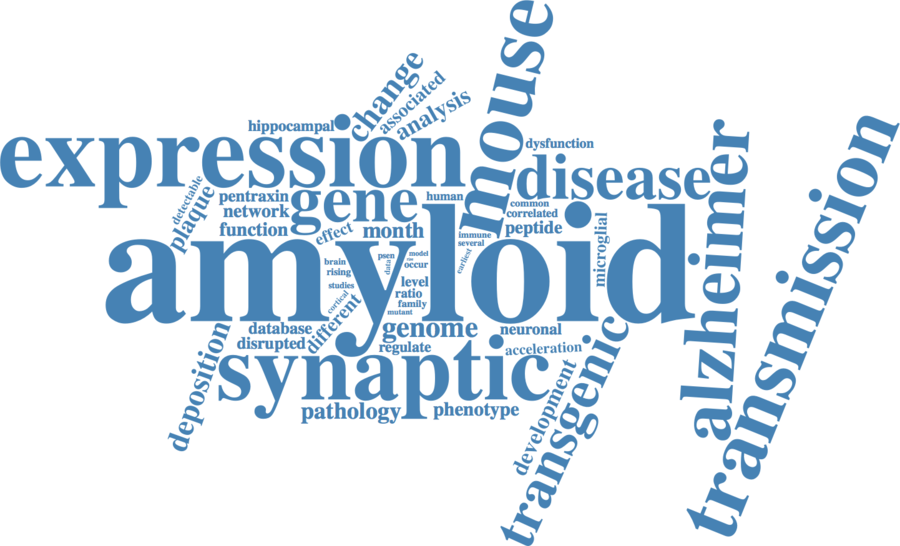 mouse
change
associated
analysis
hippocampal
expression
dysfunction
disease
alzheimer
transmission
detectable
plaque
pentraxin
gene
human
common
network
correlated
function
effect
month
immune
several
peptide
microglial
amyloid
earliest
brain
psen
data
model
occur
rising
studies
level
cortical
ratio
family
mutant
different
database
genome
neuronal
disrupted
regulate
acceleration
deposition
synaptic
transgenic
development
pathology
phenotype